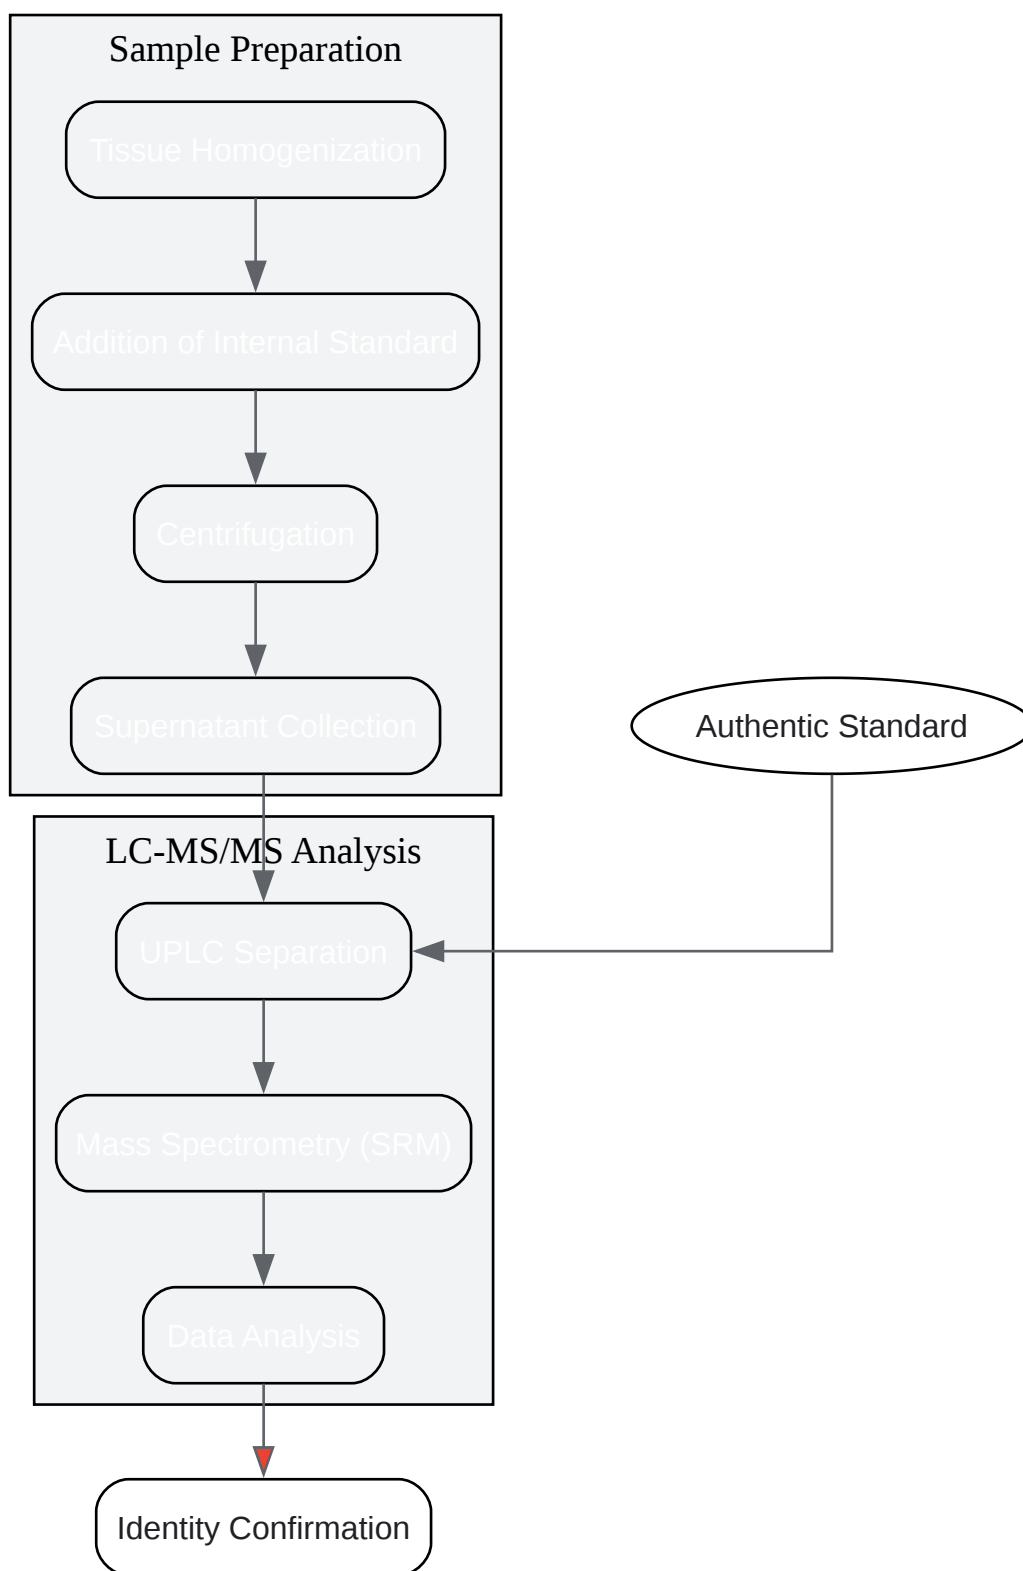 Sample Preparation
Tissue Homogenization
Addition of Internal Standard
Centrifugation
Supernatant Collection
Authentic Standard
LC-MS/MS Analysis
UPLC Separation
Mass Spectrometry (SRM)
Data Analysis
Identity Confirmation